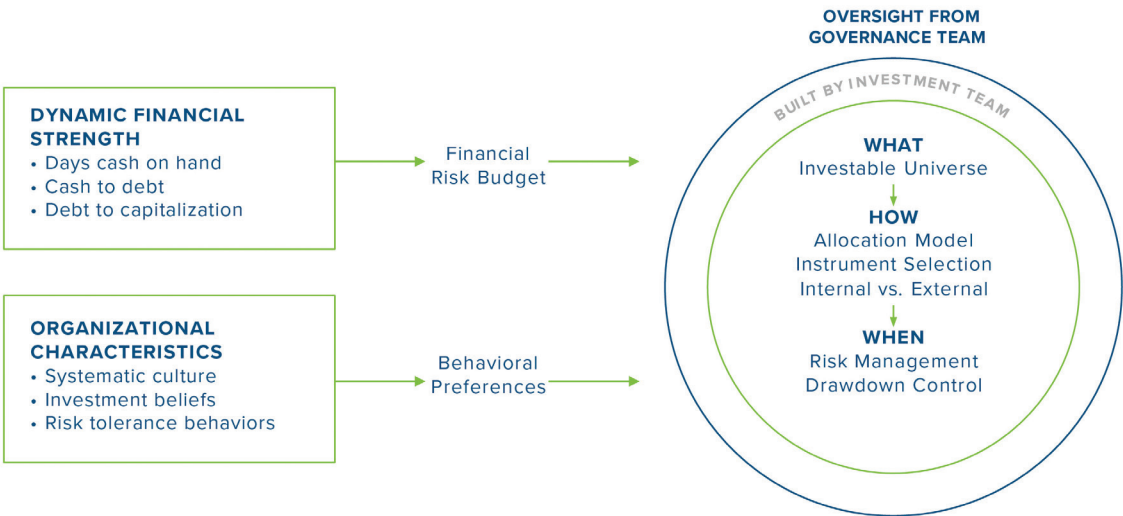 DYNAMIC FINANCIAL
STRENGTH
• Days cash on hand
• Cash to debt
• Debt to capitalization
Financial
Risk Budget
ORGANIZATIONAL
CHARACTERISTICS
• Systematic culture
• Investment beliefs
• Risk tolerance behaviors
Behavioral
Preferences
OVERSIGHT FROM
GOVERNANCE TEAM
BUILT BY INVESTMENT TEAM
WHAT
Investable Universe
HOW
Allocation Model
Instrument Selection
Internal vs. External
WHEN
Risk Management
Drawdown Control